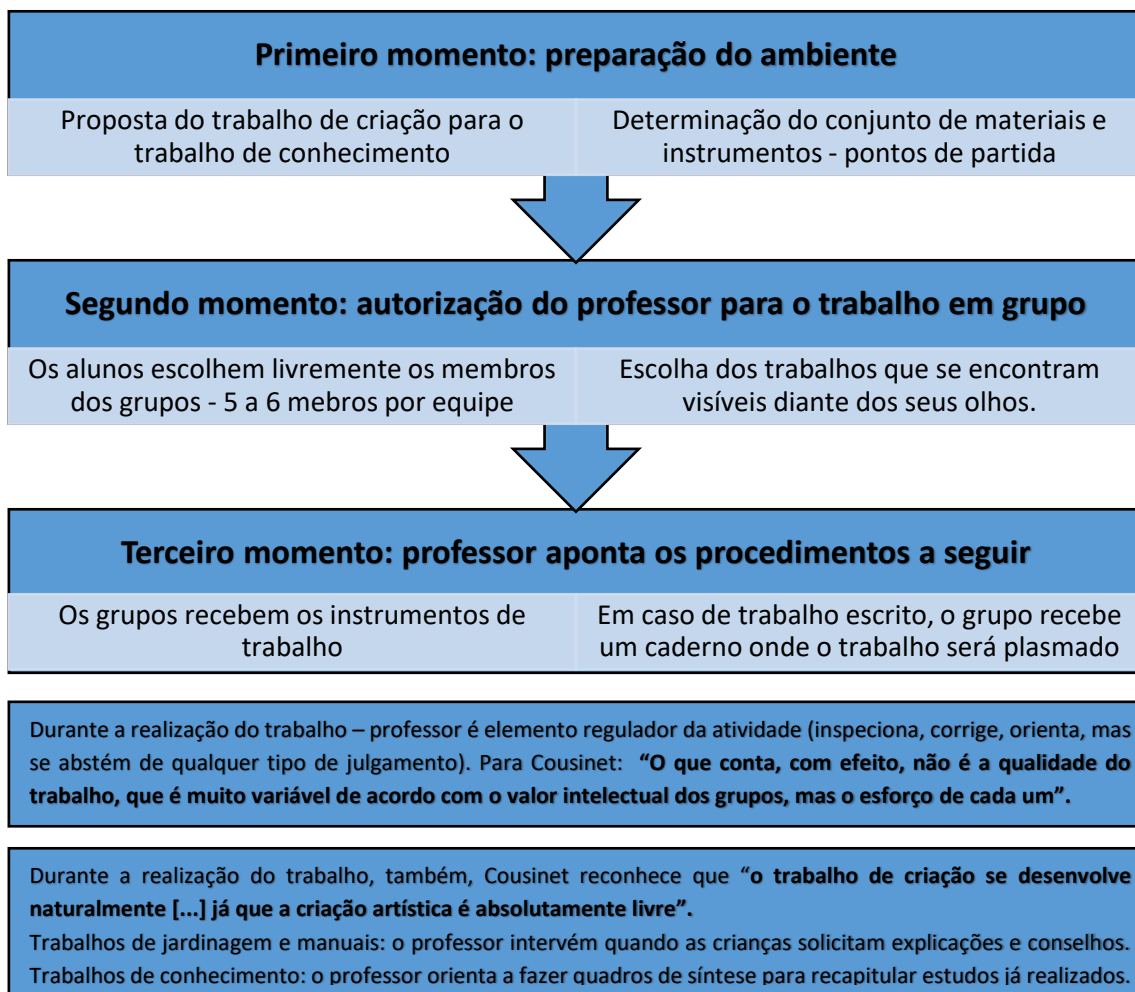 Primeiro momento: preparação do ambiente
Proposta do trabalho de criação para o
trabalho de conhecimento
Determinação do conjunto de materiais e
instrumentos - pontos de partida
Segundo momento: autorização do professor para o trabalho em grupo
Os alunos escolhem livremente os membros
dos grupos - 5 a 6 mebros por equipe
Escolha dos trabalhos que se encontram
visíveis diante dos seus olhos.
Terceiro momento: professor aponta os procedimentos a seguir
Os grupos recebem os instrumentos de
trabalho
Em caso de trabalho escrito, o grupo recebe
um caderno onde o trabalho será plasmado
Durante a realização do trabalho – professor é elemento regulador da atividade (inspeciona, corrige, orienta, mas
se abstém de qualquer tipo de julgamento). Para Cousinet: “O que conta, com efeito, não é a qualidade do
trabalho, que é muito variável de acordo com o valor intelectual dos grupos, mas o esforço de cada um”.
Durante a realização do trabalho, também, Cousinet reconhece que “o trabalho de criação se desenvolve
naturalmente [...] já que a criação artística é absolutamente livre”.
Trabalhos de jardinagem e manuais: o professor intervém quando as crianças solicitam explicações e conselhos.
Trabalhos de conhecimento: o professor orienta a fazer quadros de síntese para recapitular estudos já realizados.